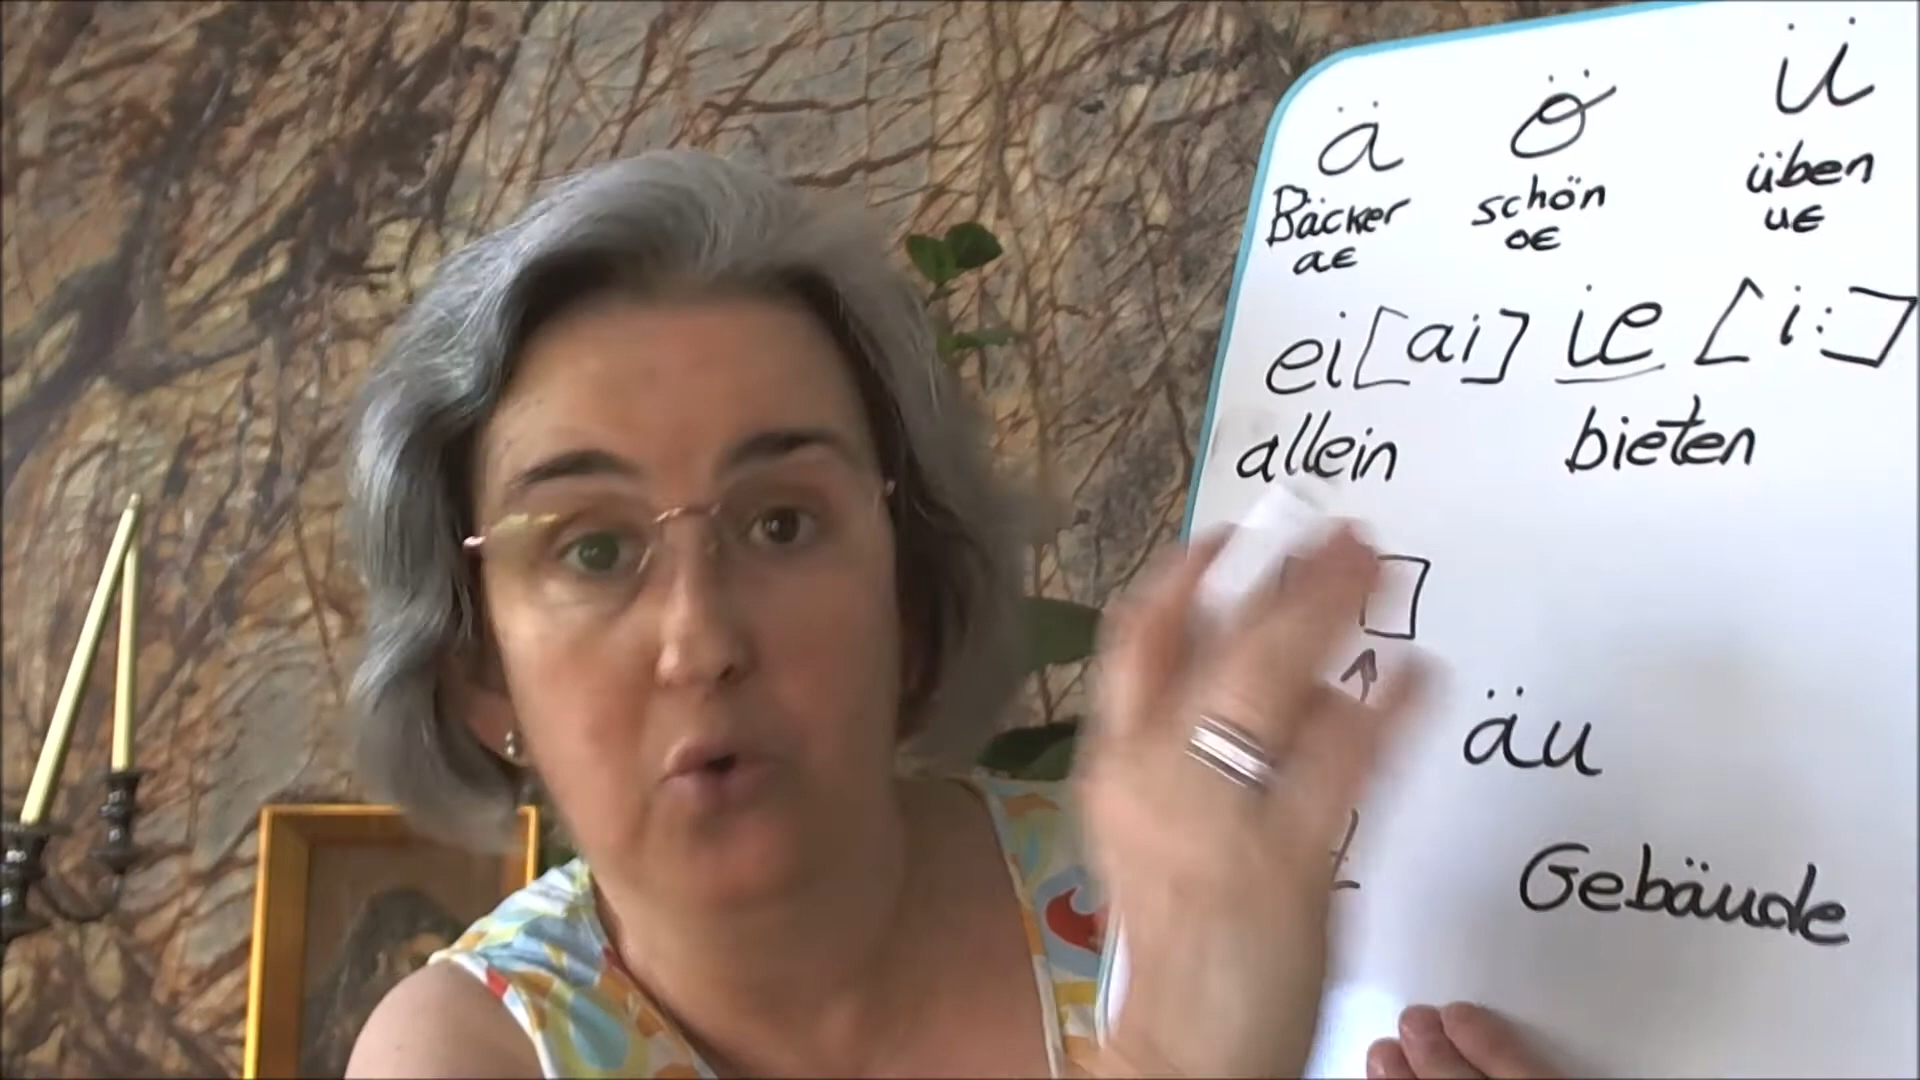 ä ö ü
Bäcker schön üben
ae oe ue
ei [ai] ie [i:]
allein bieten
äu
Gebäude